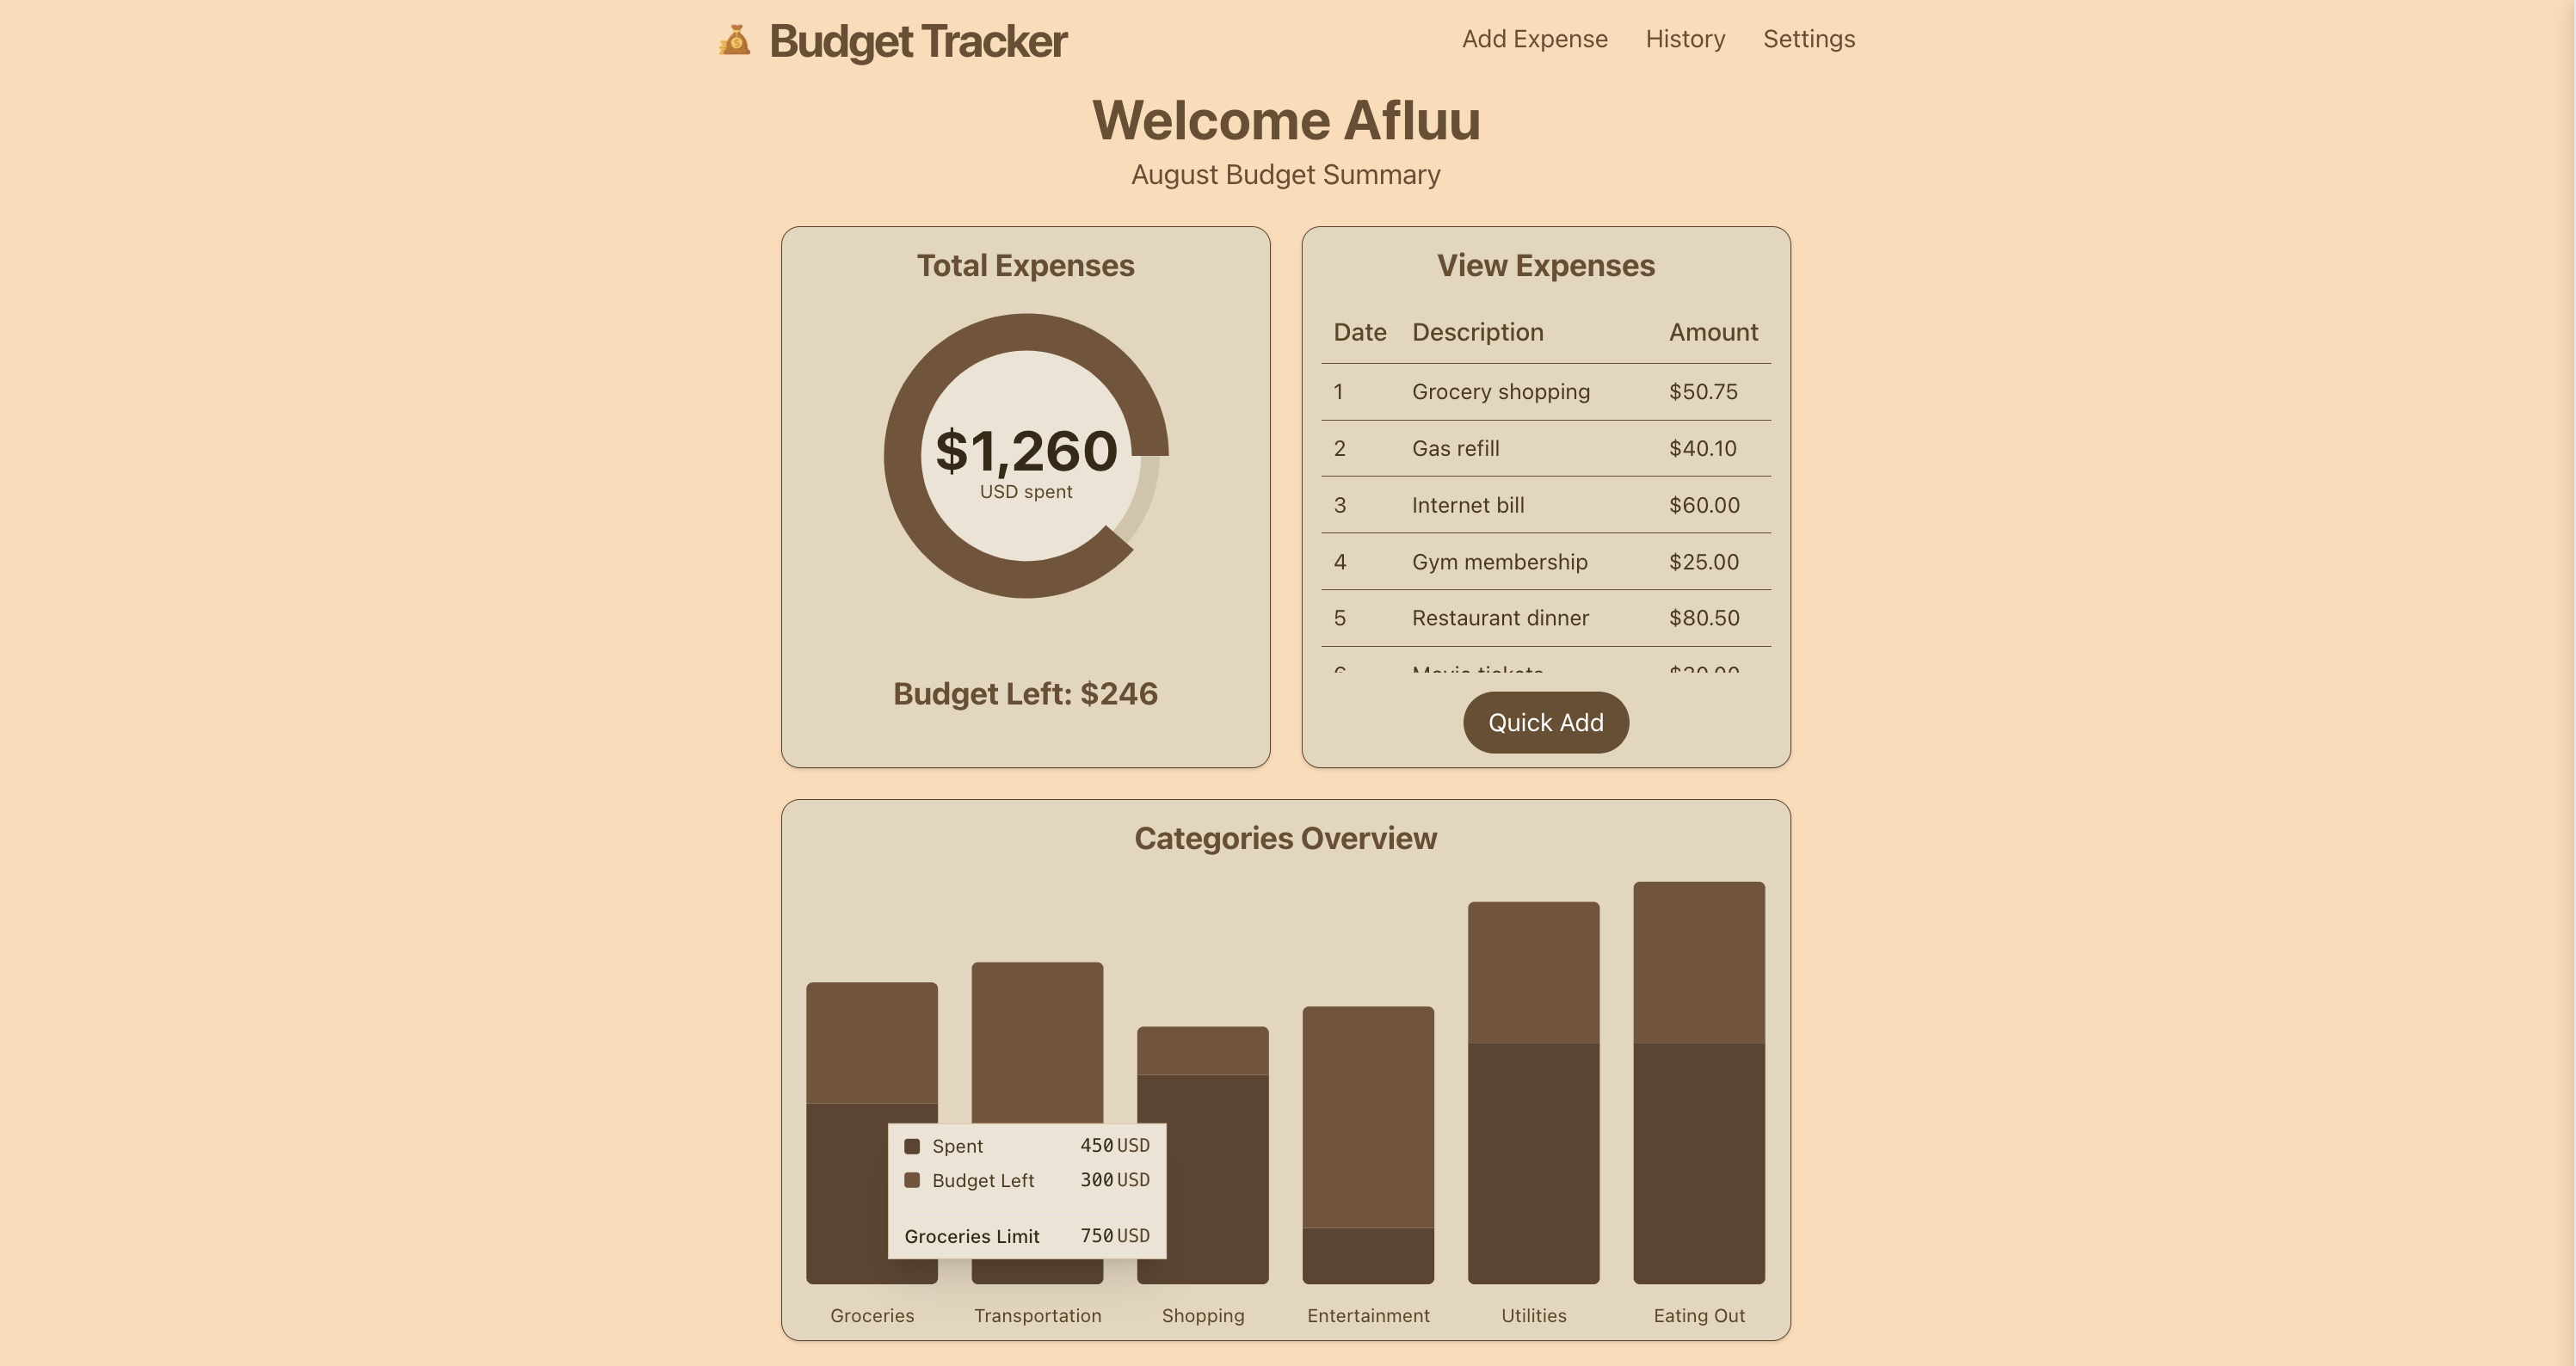 Budget Tracker
Add Expense History Settings
Welcome Afluu
August Budget Summary
Total Expenses
$1,260
USD spent
Budget Left: $246
View Expenses
Date Description Amount
1 Grocery shopping $50.75
2 Gas refill $40.10
3 Internet bill $60.00
4 Gym membership $25.00
5 Restaurant dinner $80.50
Quick Add
Categories Overview
Spent 450 USD
Budget Left 300 USD
Groceries Limit 750 USD
Groceries Transportation Shopping Entertainment Utilities Eating Out